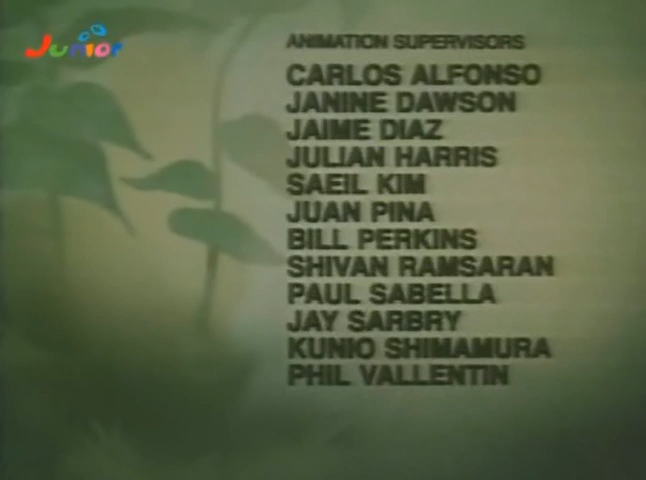 Junior
ANIMATION SUPERVISORS
CARLOS ALFONSO
JANINE DAWSON
JAIME DIAZ
JULIAN HARRIS
SAEIL KIM
JUAN PINA
BILL PERKINS
SHIVAN RAMSARAN
PAUL SABELLA
JAY SARBRY
KUNIO SHIMAMURA
PHIL VALLENTIN